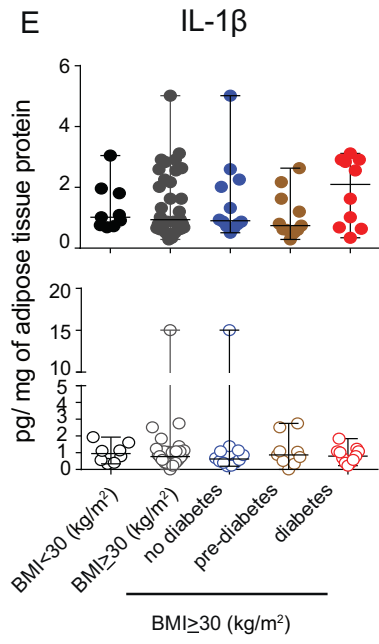 E
IL-1β
pg/ mg of adipose tissue protein
6
4
2
0
20
15
10
5
4
3
2
1
0
BMI<30 (kg/m²)
BMI≥30 (kg/m²)
no diabetes
pre-diabetes
diabetes
BMI≥30 (kg/m²)